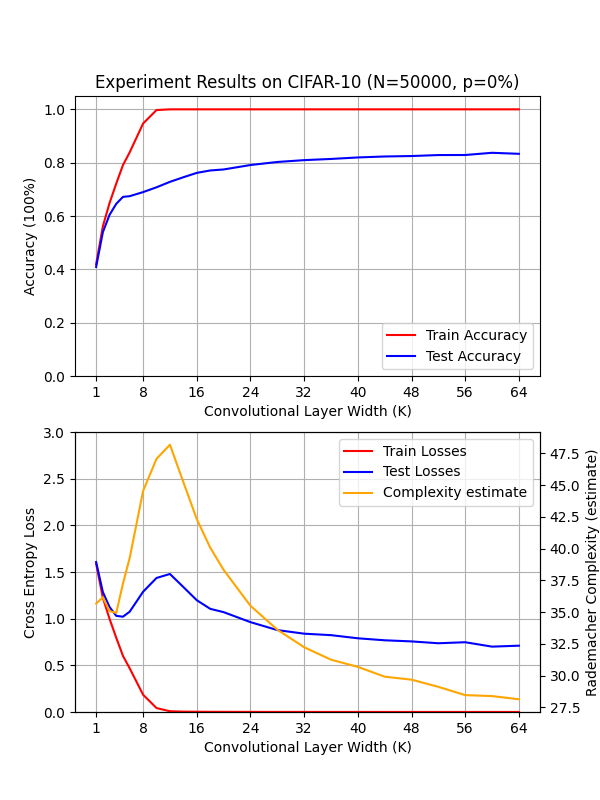 Experiment Results on CIFAR-10 (N=50000, p=0%)
1.0
0.8
0.6
0.4
0.2
0.0
Accuracy (100%)
Train Accuracy
Test Accuracy
1 8 16 24 32 40 48 56 64
Convolutional Layer Width (K)
3.0
2.5
2.0
1.5
1.0
0.5
0.0
Cross Entropy Loss
Train Losses
Test Losses
Complexity estimate
47.5
45.0
42.5
40.0
37.5
35.0
32.5
30.0
27.5
Rademacher Complexity (estimate)
1 8 16 24 32 40 48 56 64
Convolutional Layer Width (K)